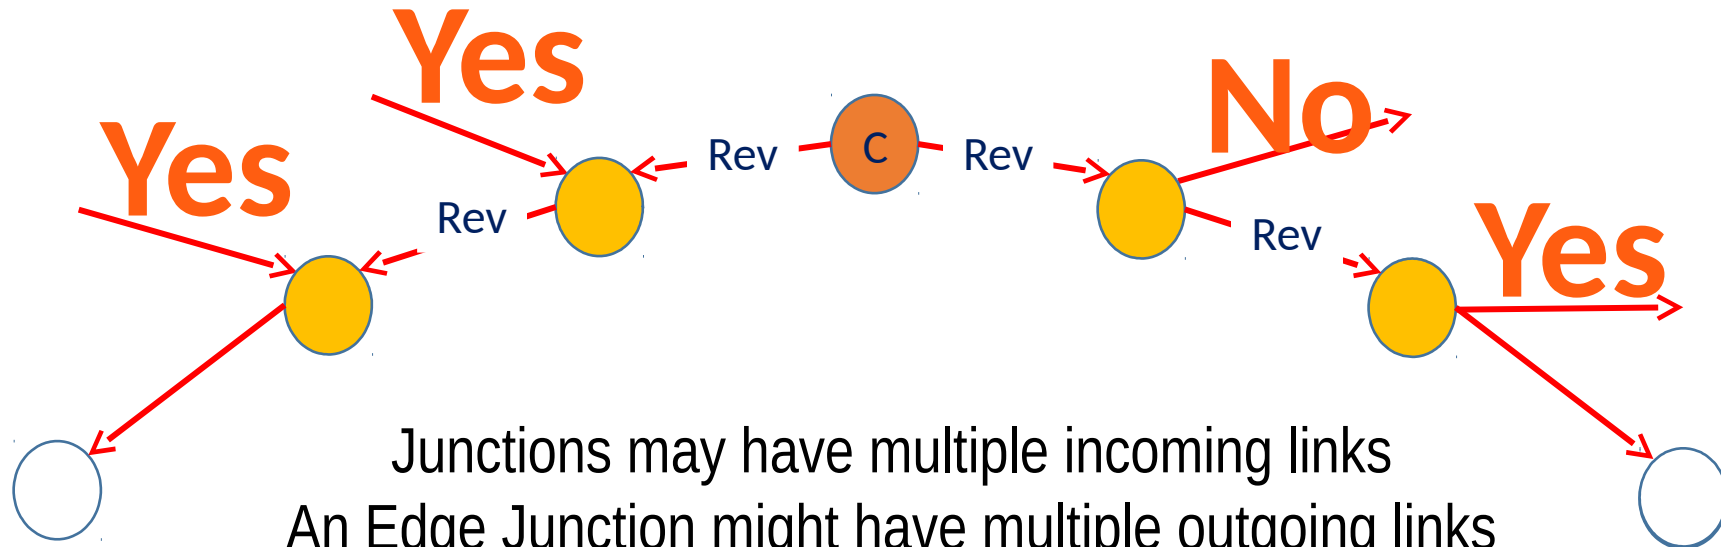 Yes
No
Yes
C
Rev
Rev
Rev
Rev
Yes
Junctions may have multiple incoming links
An Edge Junction might have multiple outgoing links